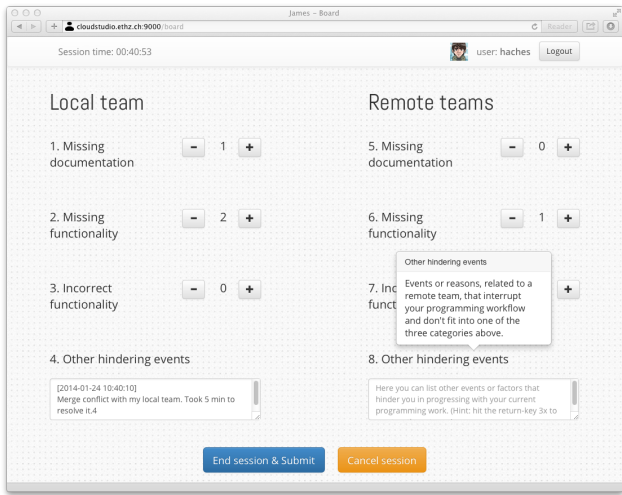 James – Board
cloudstudio.ethz.ch:9000/board
Reader
Session time: 00:40:53
user: haches
Logout
Local team
Remote teams
1. Missing
documentation
- 1 +
5. Missing
documentation
- 0 +
2. Missing
functionality
- 2 +
6. Missing
functionality
- 1 +
Other hindering events
Events or reasons, related to a
remote team, that interrupt
your programming workflow
and don't fit into one of the
three categories above.
3. Incorrect
functionality
- 0 +
7. Inc
funct
+
4. Other hindering events
8. Other hindering events
[2014-01-24 10:40:10]
Merge conflict with my local team. Took 5 min to
resolve it.4
Here you can list other events or factors that
hinder you in progressing with your current
programming work. (Hint: hit the return-key 3x to
End session & Submit
Cancel session